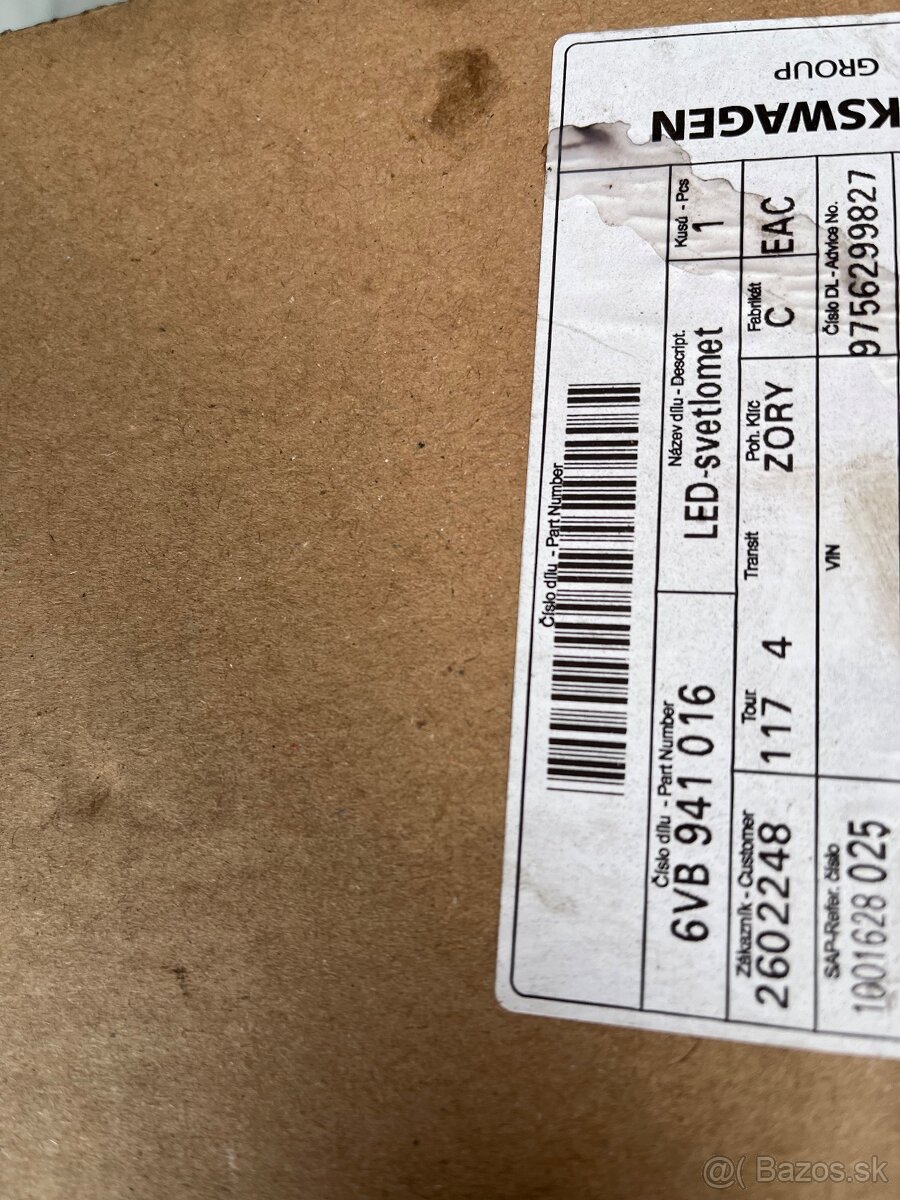 KSWAGEN
GROUP
Číslo dílu - Part Number
Číslo dílu - Part Number
6VB 941 016
Název dílu - Descript.
LED-svetlomet
Kusů - Pcs
1
Zákazník - Customer
2602248
Tour
117 4
Transit
Poh. Klíč
ZORY
Fabrikát
C
EAC
SAP-Refer. číslo
1001628 025
VIN
Číslo DL - Advice No.
9756299827
@( Bazos.sk